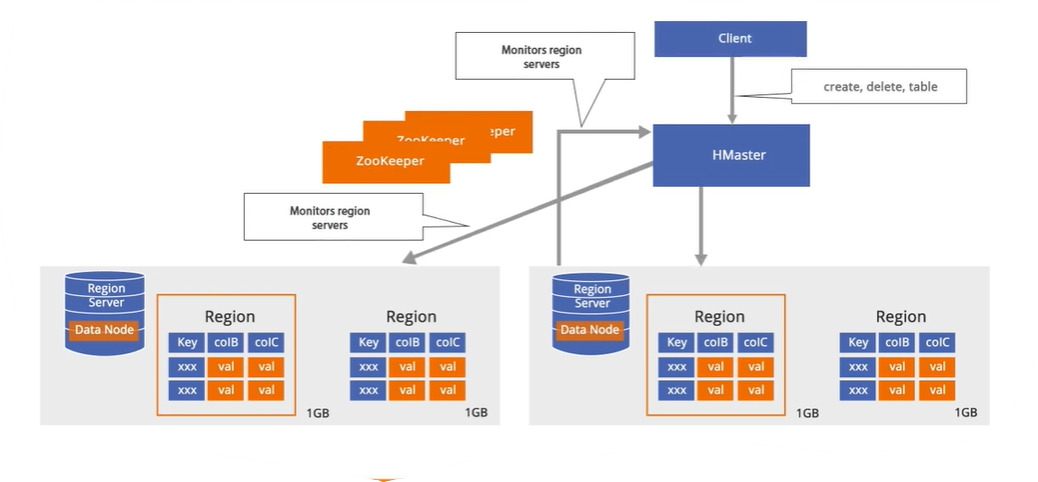 Client
Monitors region
servers
create, delete, table
eper
ZooKeeper
ZooKeeper
HMaster
Monitors region
servers
Region
Server
Data Node
Region
Key colB colC
xxx val val
xxx val val
1GB
Region
Key colB colC
xxx val val
xxx val val
1GB
Region
Server
Data Node
Region
Key colB colC
xxx val val
xxx val val
1GB
Region
Key colB colC
xxx val val
xxx val val
1GB